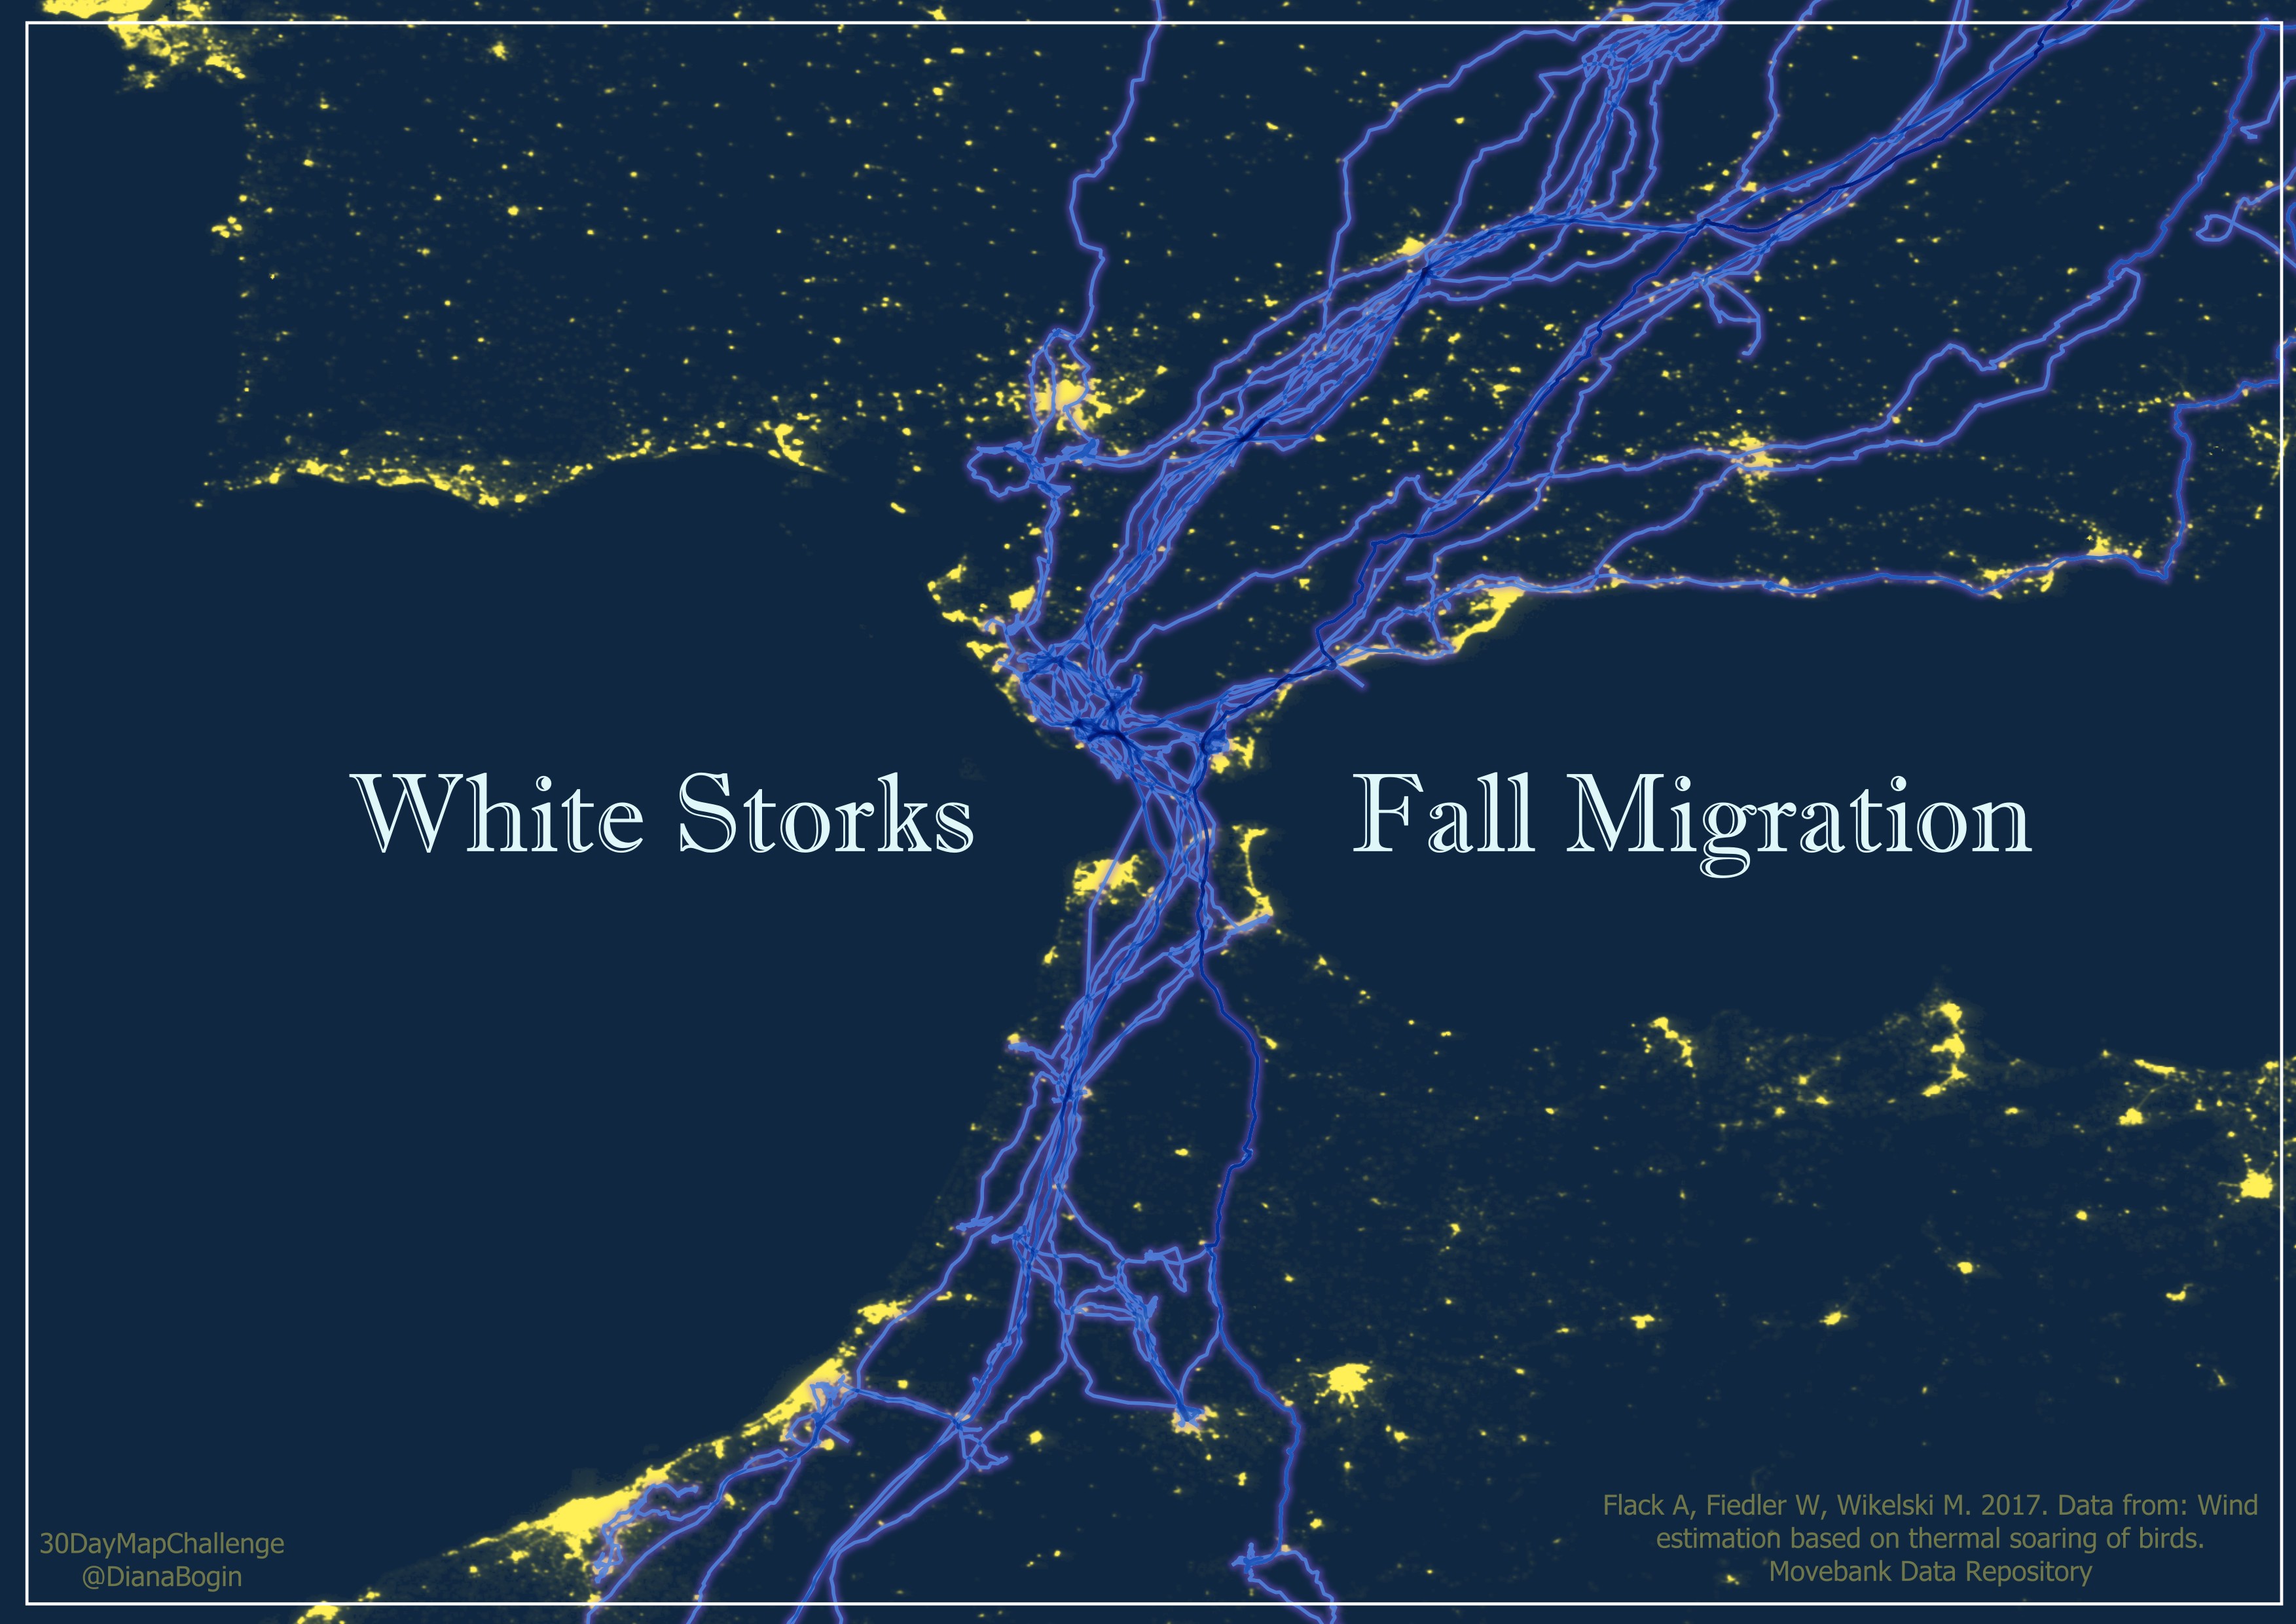 White Storks
Fall Migration
30DayMapChallenge
@DianaBogin
Flack A, Fiedler W, Wikelski M. 2017. Data from: Wind
estimation based on thermal soaring of birds.
Movebank Data Repository